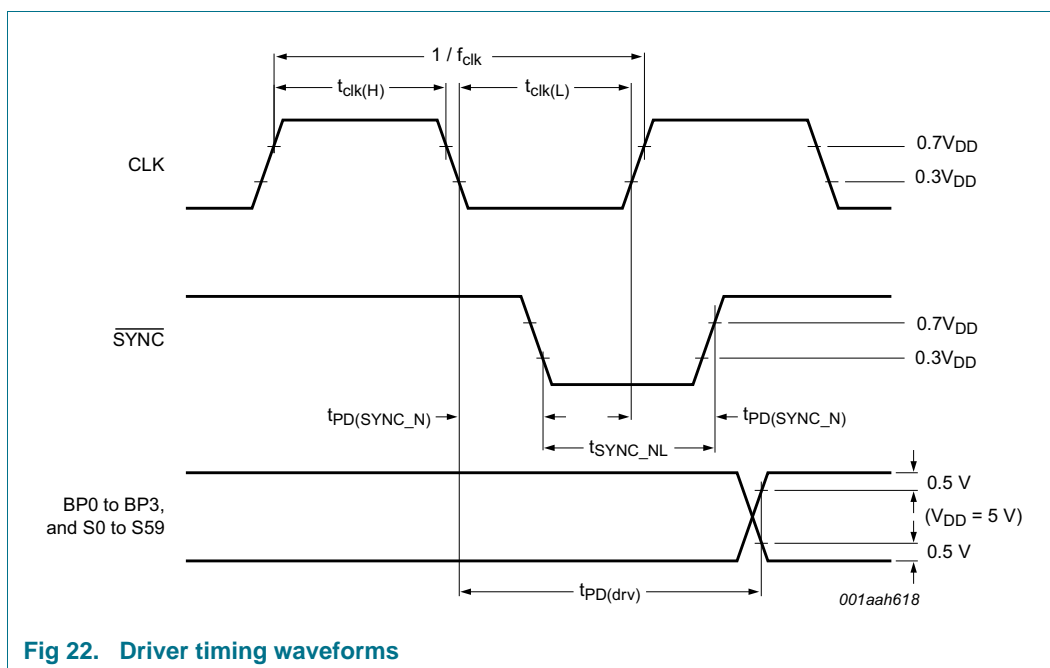 1 / fclk
tclk(H)
tclk(L)
CLK
0.7VDD
0.3VDD
SYNC
0.7VDD
0.3VDD
tPD(SYNC_N)
tPD(SYNC_N)
tSYNC_NL
BP0 to BP3,
and S0 to S59
0.5 V
(VDD = 5 V)
0.5 V
tPD(drv)
001aah618
Fig 22. Driver timing waveforms